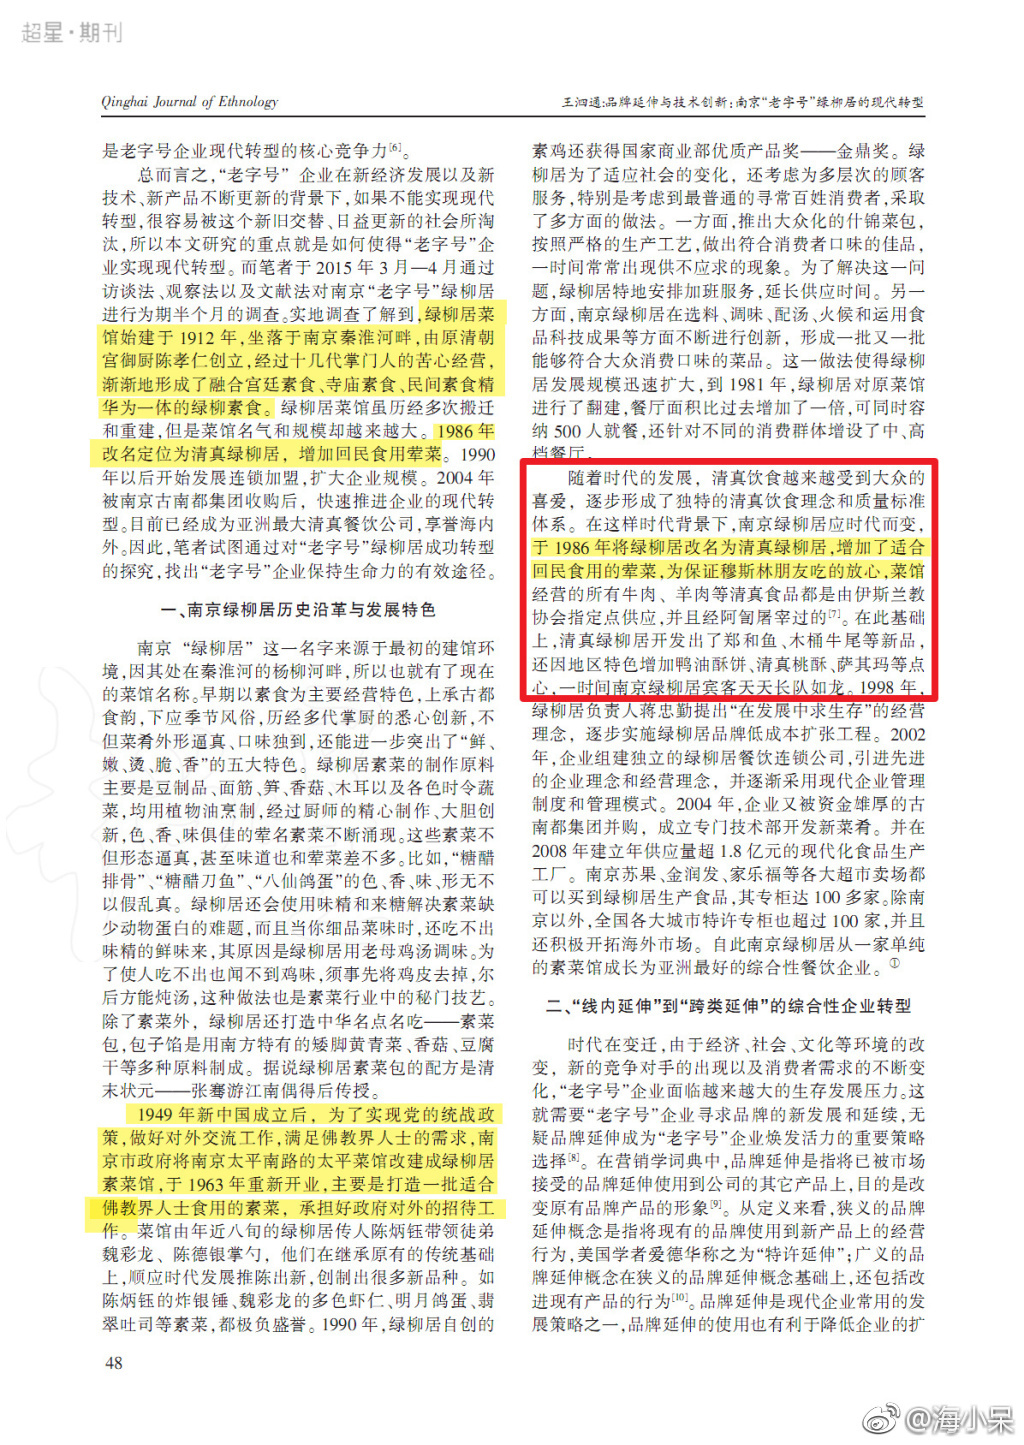 超星·期刊
Qinghai Journal of Ethnology
王泗通:品牌延伸与技术创新:南京“老字号”绿柳居的现代转型
是老字号企业现代转型的核心竞争力[6]。
总而言之,“老字号” 企业在新经济发展以及新
技术、新产品不断更新的背景下,如果不能实现现代
转型,很容易被这个新旧交替、日益更新的社会所淘
汰,所以本文研究的重点就是如何使得“老字号”企
业实现现代转型。而笔者于 2015 年 3 月—4 月通过
访谈法、观察法以及文献法对南京“老字号”绿柳居
进行为期半个月的调查。实地调查了解到,绿柳居菜
馆始建于 1912 年,坐落于南京秦淮河畔,由原清朝
宫御厨陈孝仁创立,经过十几代掌门人的苦心经营,
渐渐地形成了融合宫廷素食、寺庙素食、民间素食精
华为一体的绿柳素食。绿柳居菜馆虽历经多次搬迁
和重建,但是菜馆名气和规模却越来越大。1986 年
改名定位为清真绿柳居，增加回民食用荤菜。1990
年以后开始发展连锁加盟,扩大企业规模。2004 年
被南京古南都集团收购后，快速推进企业的现代转
型。目前已经成为亚洲最大清真餐饮公司,享誉海内
外。因此,笔者试图通过对“老字号”绿柳居成功转型
的探究,找出“老字号”企业保持生命力的有效途径。
一、南京绿柳居历史沿革与发展特色
南京“绿柳居”这一名字来源于最初的建馆环
境,因其处在秦淮河的杨柳河畔,所以也就有了现在
的菜馆名称。早期以素食为主要经营特色,上承古都
食韵,下应季节风俗,历经多代掌厨的悉心创新,不
但菜肴外形逼真、口味独到,还能进一步突出了“鲜、
嫩、烫、脆、香”的五大特色。绿柳居素菜的制作原料
主要是豆制品、面筋、笋、香菇、木耳以及各色时令蔬
菜,均用植物油烹制,经过厨师的精心制作、大胆创
新,色、香、味俱佳的荤名素菜不断涌现。这些素菜不
但形态逼真,甚至味道也和荤菜差不多。比如,“糖醋
排骨”、“糖醋刀鱼”、“八仙鸽蛋”的色、香、味、形无不
以假乱真。绿柳居还会使用味精和来糖解决素菜缺
少动物蛋白的难题,而且当你细品菜味时,还吃不出
味精的鲜味来,其原因是绿柳居用老母鸡汤调味。为
了使人吃不出也闻不到鸡味,须事先将鸡皮去掉,尔
后方能炖汤,这种做法也是素菜行业中的秘门技艺。
除了素菜外，绿柳居还打造中华名点名吃——素菜
包,包子馅是用南方特有的矮脚黄青菜、香菇、豆腐
干等多种原料制成。据说绿柳居素菜包的配方是清
末状元——张謇游江南偶得后传授。
1949 年新中国成立后，为了实现党的统战政
策,做好对外交流工作,满足佛教界人士的需求,南
京市政府将南京太平南路的太平菜馆改建成绿柳居
素菜馆,于 1963 年重新开业,主要是打造一批适合
佛教界人士食用的素菜，承担好政府对外的招待工
作。菜馆由年近八旬的绿柳居传人陈炳钰带领徒弟
魏彩龙、陈德银掌勺，他们在继承原有的传统基础
上,顺应时代发展推陈出新,创制出很多新品种。如
陈炳钰的炸银锤、魏彩龙的多色虾仁、明月鸽蛋、翡
翠吐司等素菜,都极负盛誉。1990 年,绿柳居自创的
48
素鸡还获得国家商业部优质产品奖——金鼎奖。绿
柳居为了适应社会的变化，还考虑为多层次的顾客
服务,特别是考虑到最普通的寻常百姓消费者,采取
了多方面的做法。一方面,推出大众化的什锦菜包,
按照严格的生产工艺,做出符合消费者口味的佳品,
一时间常常出现供不应求的现象。为了解决这一问
题,绿柳居特地安排加班服务,延长供应时间。另一
方面,南京绿柳居在选料、调味、配汤、火候和运用食
品科技成果等方面不断进行创新，形成一批又一批
能够符合大众消费口味的菜品。这一做法使得绿柳
居发展规模迅速扩大,到 1981 年,绿柳居对原菜馆
进行了翻建,餐厅面积比过去增加了一倍,可同时容
纳 500 人就餐,还针对不同的消费群体增设了中、高
档餐厅。
随着时代的发展，清真饮食越来越受到大众的
喜爱，逐步形成了独特的清真饮食理念和质量标准
体系。在这样时代背景下,南京绿柳居应时代而变,
于 1986 年将绿柳居改名为清真绿柳居,增加了适合
回民食用的荤菜,为保证穆斯林朋友吃的放心,菜馆
经营的所有牛肉、羊肉等清真食品都是由伊斯兰教
协会指定点供应,并且经阿訇屠宰过的[7]。在此基础
上,清真绿柳居开发出了郑和鱼、木桶牛尾等新品,
还因地区特色增加鸭油酥饼、清真桃酥、萨其玛等点
心,一时间南京绿柳居宾客天天长队如龙。1998 年,
绿柳居负责人蒋忠勤提出“在发展中求生存”的经营
理念，逐步实施绿柳居品牌低成本扩张工程。2002
年,企业组建独立的绿柳居餐饮连锁公司,引进先进
的企业理念和经营理念，并逐渐采用现代企业管理
制度和管理模式。2004 年,企业又被资金雄厚的古
南都集团并购，成立专门技术部开发新菜肴。并在
2008 年建立年供应量超 1.8 亿元的现代化食品生产
工厂。南京苏果、金润发、家乐福等各大超市卖场都
可以买到绿柳居生产食品,其专柜达 100 多家。除南
京以外,全国各大城市特许专柜也超过 100 家,并且
还积极开拓海外市场。自此南京绿柳居从一家单纯
的素菜馆成长为亚洲最好的综合性餐饮企业。①
二、“线内延伸”到“跨类延伸”的综合性企业转型
时代在变迁,由于经济、社会、文化等环境的改
变，新的竞争对手的出现以及消费者需求的不断变
化,“老字号”企业面临越来越大的生存发展压力。这
就需要“老字号”企业寻求品牌的新发展和延续,无
疑品牌延伸成为“老字号”企业焕发活力的重要策略
选择[8]。在营销学词典中,品牌延伸是指将已被市场
接受的品牌延伸使用到公司的其它产品上,目的是改
变原有品牌产品的形象[9]。从定义来看,狭义的品牌
延伸概念是指将现有的品牌使用到新产品上的经营
行为,美国学者爱德华称之为“特许延伸”;广义的品
牌延伸概念在狭义的品牌延伸概念基础上,还包括改
进现有产品的行为[10]。品牌延伸是现代企业常用的发
展策略之一,品牌延伸的使用也有利于降低企业的扩
@海小呆